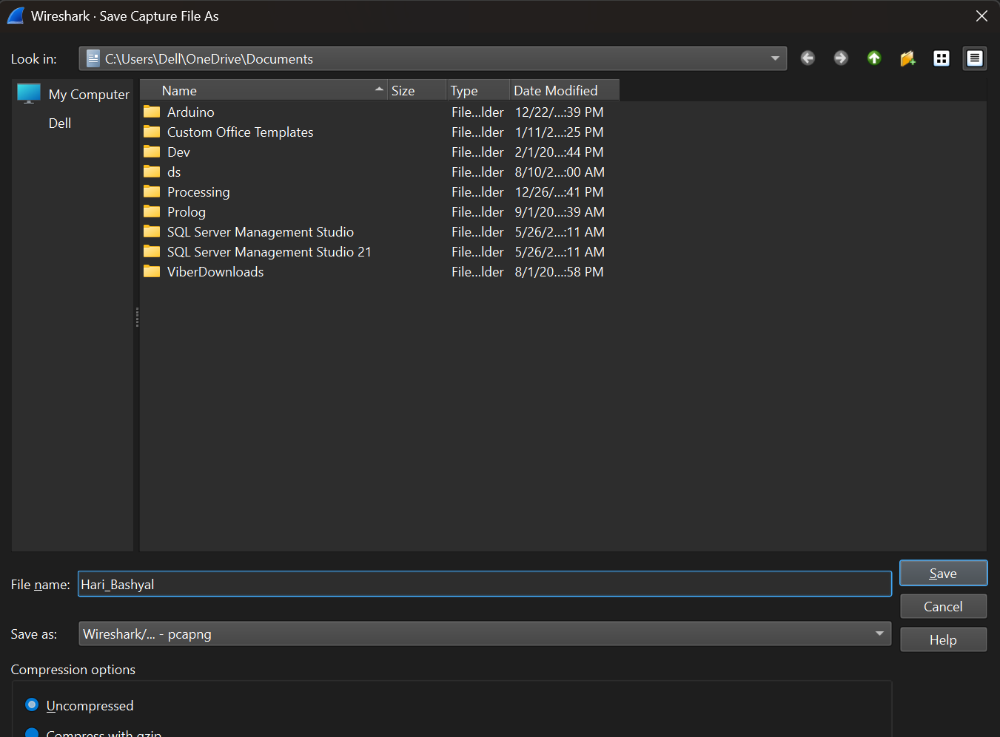 Wireshark · Save Capture File As
Look in: C:\Users\Dell\OneDrive\Documents
My Computer
Dell
Name Size Type Date Modified
Arduino File...lder 12/22/...:39 PM
Custom Office Templates File...lder 1/11/2...:25 PM
Dev File...lder 2/1/20...:44 PM
ds File...lder 8/10/2...:00 AM
Processing File...lder 12/26/...:41 PM
Prolog File...lder 9/1/20...:39 AM
SQL Server Management Studio File...lder 5/26/2...:11 AM
SQL Server Management Studio 21 File...lder 5/26/2...:11 AM
ViberDownloads File...lder 8/1/20...:58 PM
File name: Hari_Bashyal Save
Cancel
Save as: Wireshark/... - pcapng
Help
Compression options
Uncompressed
Compress with gzip